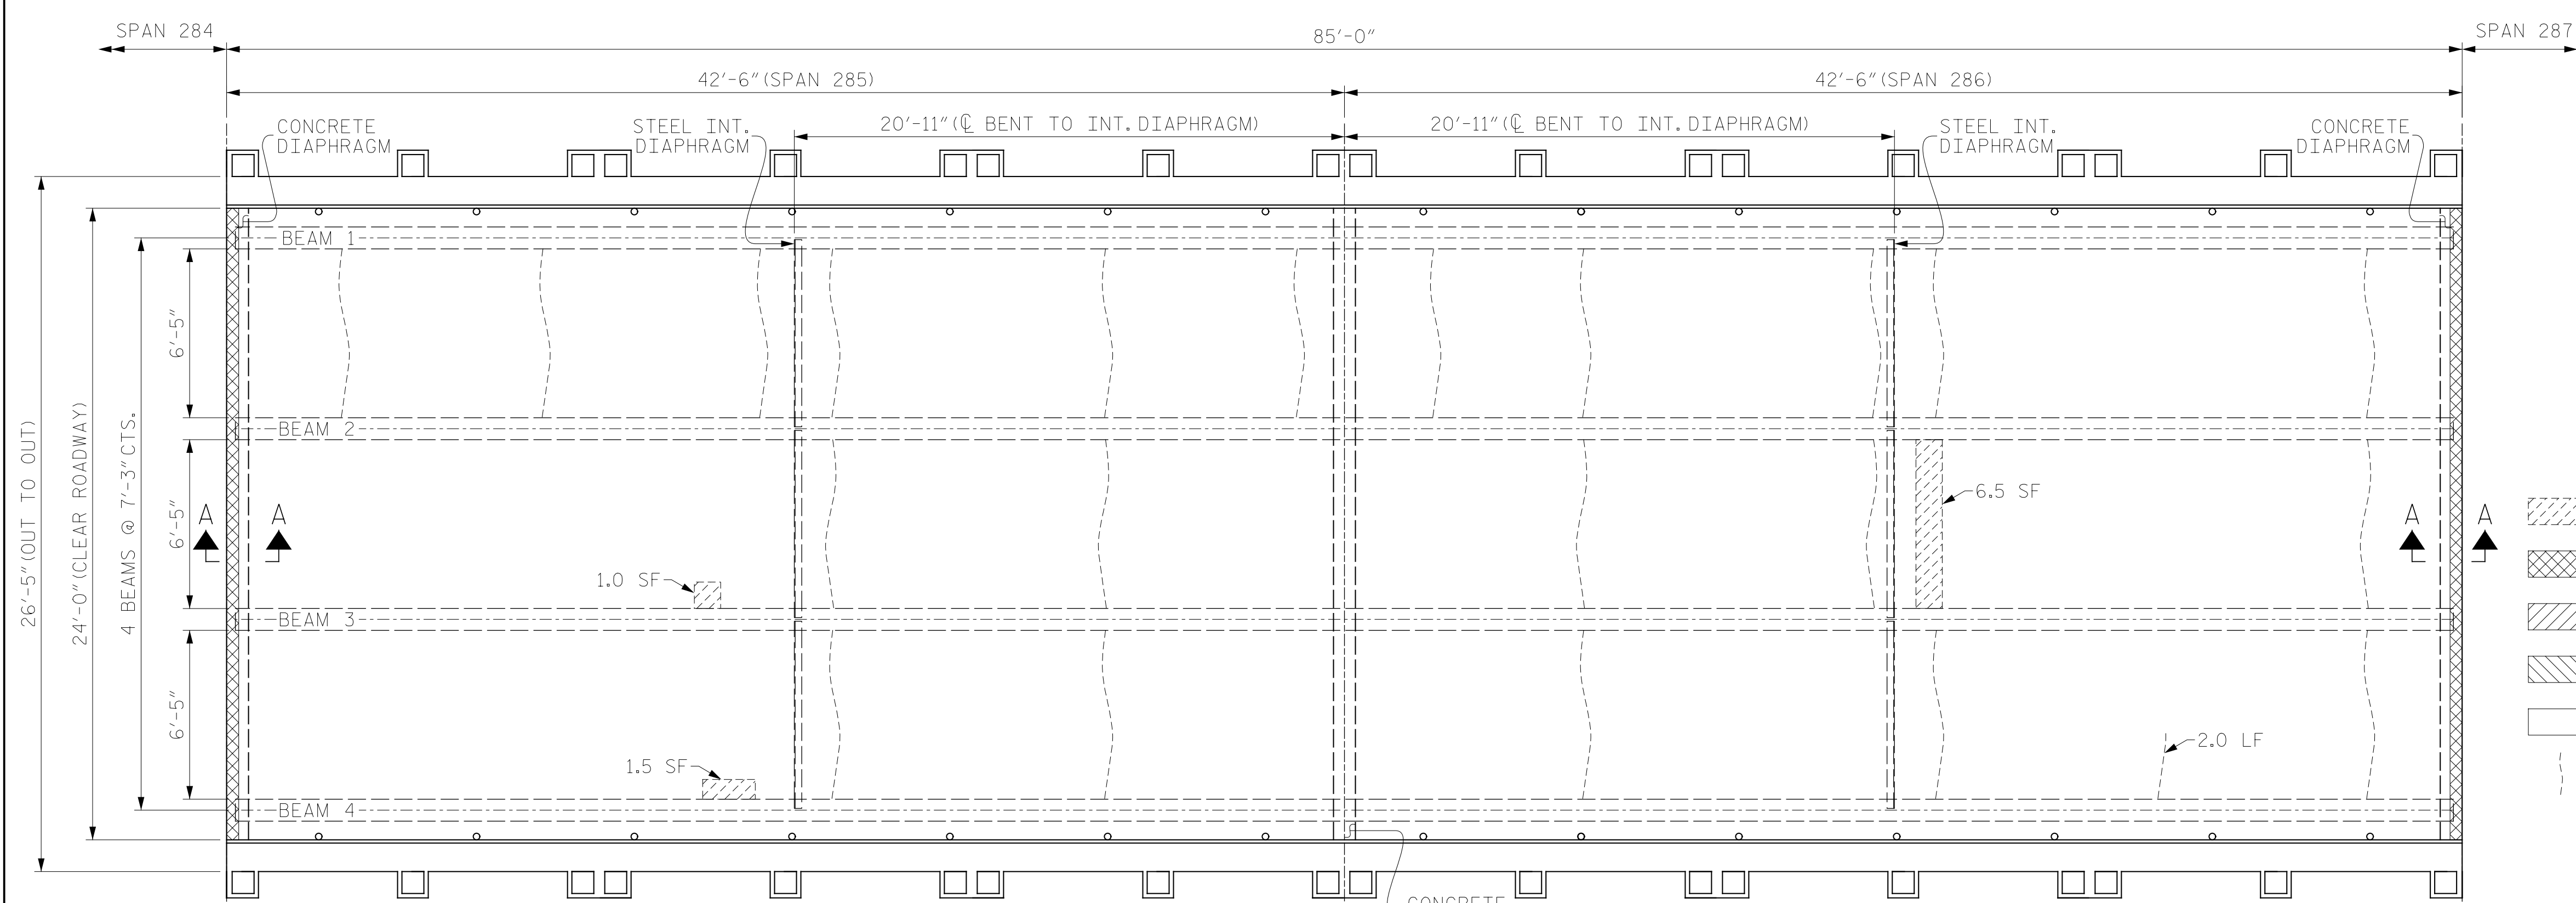 SPAN 284
85'-0"
SPAN 287
42'-6" (SPAN 285)
42'-6" (SPAN 286)
CONCRETE
DIAPHRAGM
STEEL INT.
DIAPHRAGM
20'-11" (℄ BENT TO INT. DIAPHRAGM)
20'-11" (℄ BENT TO INT. DIAPHRAGM)
STEEL INT.
DIAPHRAGM
CONCRETE
DIAPHRAGM
26'-5" (OUT TO OUT)
24'-0" (CLEAR ROADWAY)
4 BEAMS @ 7'-3" CTS.
6'-5"
6'-5"
6'-5"
BEAM 1
BEAM 2
BEAM 3
BEAM 4
A
A
A
A
6.5 SF
1.0 SF
1.5 SF
2.0 LF
CONCRETE